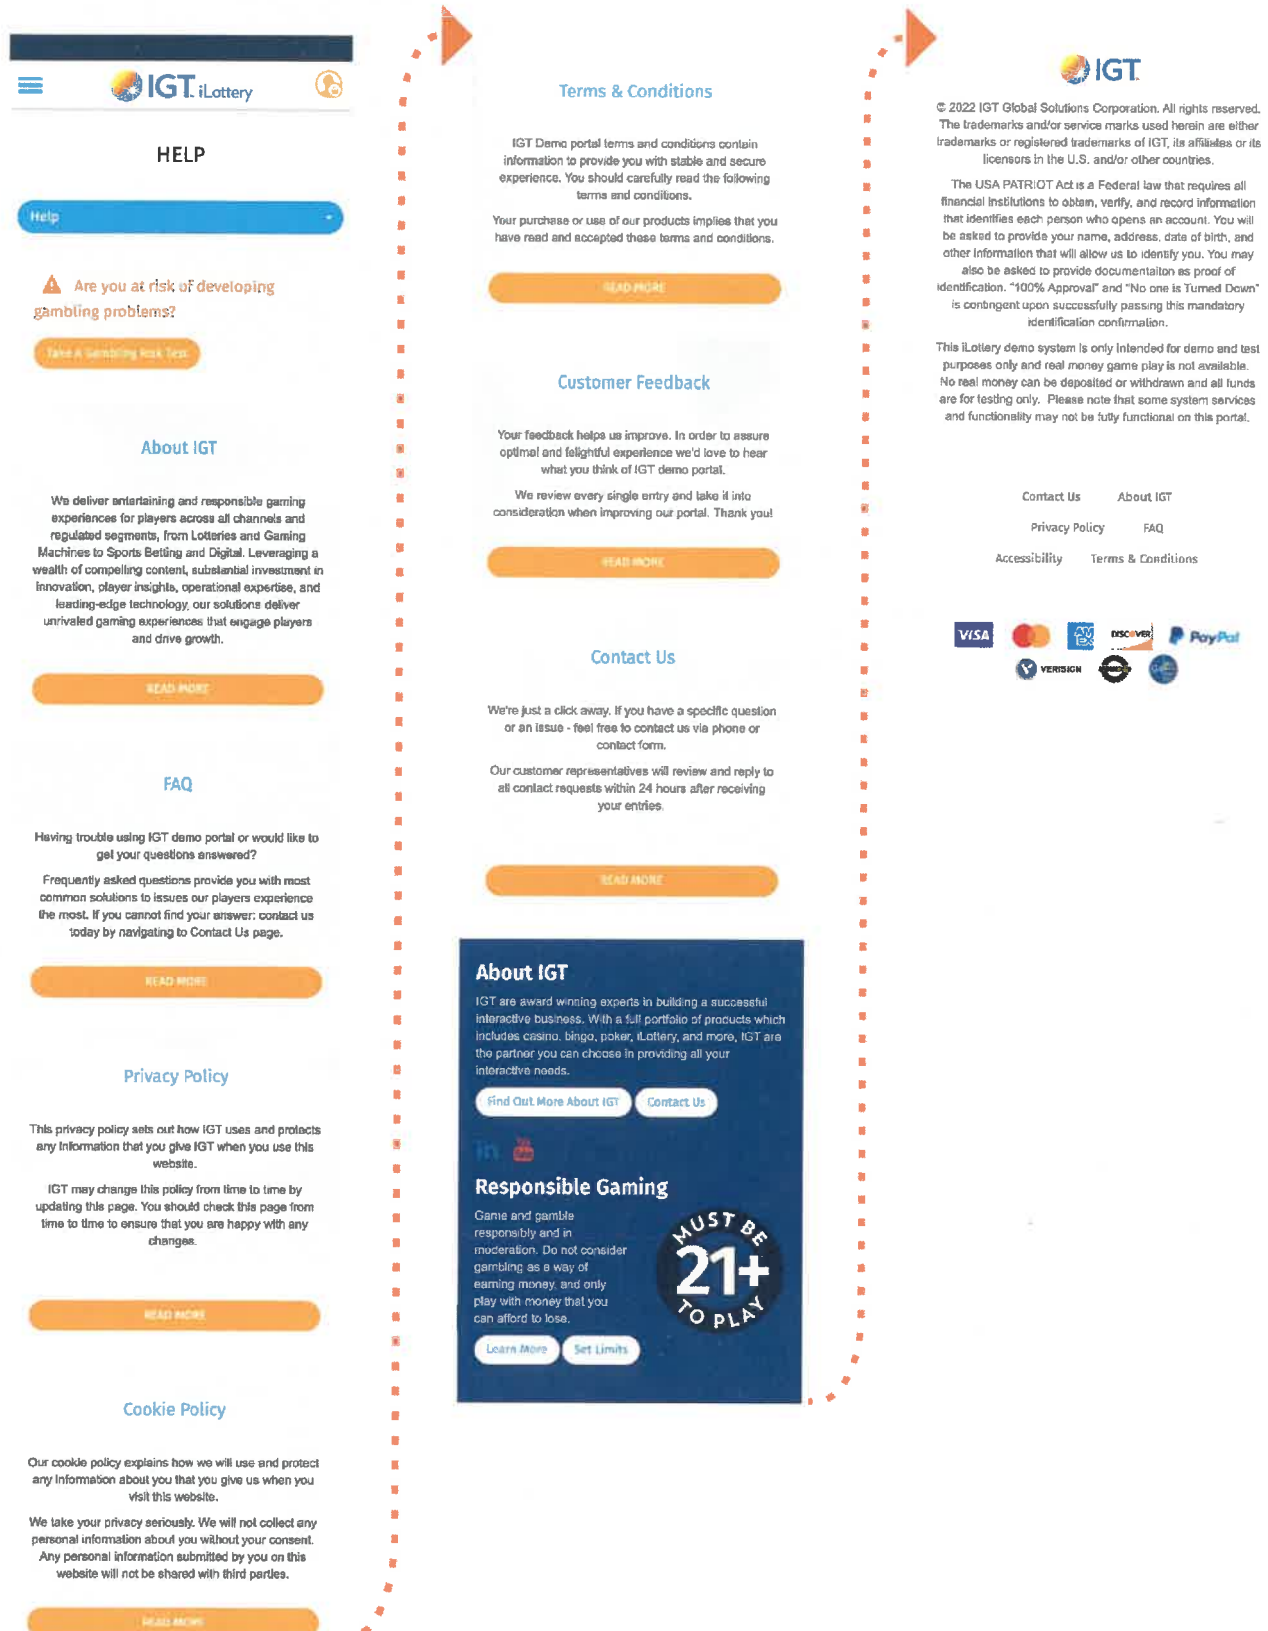 IGT iLottery
HELP
Help
Are you at risk of developing
gambling problems?
Take A Gambling Risk Test
About IGT
We deliver entertaining and responsible gaming
experiences for players across all channels and
regulated segments, from Lotteries and Gaming
Machines to Sports Betting and Digital. Leveraging a
wealth of compelling content, substantial investment in
innovation, player insights, operational expertise, and
leading-edge technology, our solutions deliver
unrivaled gaming experiences that engage players
and drive growth.
READ MORE
FAQ
Having trouble using IGT demo portal or would like to
get your questions answered?
Frequently asked questions provide you with most
common solutions to issues our players experience
the most. If you cannot find your answer: contact us
today by navigating to Contact Us page.
READ MORE
Privacy Policy
This privacy policy sets out how IGT uses and protects
any information that you give IGT when you use this
website.
IGT may change this policy from time to time by
updating this page. You should check this page from
time to time to ensure that you are happy with any
changes.
READ MORE
Cookie Policy
Our cookie policy explains how we will use and protect
any information about you that you give us when you
visit this website.
We take your privacy seriously. We will not collect any
personal information about you without your consent.
Any personal information submitted by you on this
website will not be shared with third parties.
READ MORE
Terms & Conditions
IGT Demo portal terms and conditions contain
information to provide you with stable and secure
experience. You should carefully read the following
terms and conditions.
Your purchase or use of our products implies that you
have read and accepted these terms and conditions.
READ MORE
Customer Feedback
Your feedback helps us improve. In order to assure
optimal and felightful experience we'd love to hear
what you think of IGT demo portal.
We review every single entry and take it into
consideration when improving our portal. Thank you!
READ MORE
Contact Us
We're just a click away. If you have a specific question
or an issue - feel free to contact us via phone or
contact form.
Our customer representatives will review and reply to
all contact requests within 24 hours after receiving
your entries.
READ MORE
About IGT
IGT are award winning experts in building a successful
interactive business. With a full portfolio of products which
includes casino, bingo, poker, iLottery, and more, IGT are
the partner you can choose in providing all your
interactive needs.
Find Out More About IGT Contact Us
in You Tube
Responsible Gaming
Game and gamble
responsibly and in
moderation. Do not consider
gambling as a way of
earning money, and only
play with money that you
can afford to lose.
MUST BE
21+
TO PLAY
Learn More Set Limits
IGT
© 2022 IGT Global Solutions Corporation. All rights reserved.
The trademarks and/or service marks used herein are either
trademarks or registered trademarks of IGT, its affiliates or its
licensors in the U.S. and/or other countries.
The USA PATRIOT Act is a Federal law that requires all
financial institutions to obtain, verify, and record information
that identifies each person who opens an account. You will
be asked to provide your name, address, date of birth, and
other information that will allow us to identify you. You may
also be asked to provide documentaiton as proof of
identification. "100% Approval" and "No one is Turned Down"
is contingent upon successfully passing this mandatory
identification confirmation.
This iLottery demo system is only intended for demo and test
purposes only and real money game play is not available.
No real money can be deposited or withdrawn and all funds
are for testing only. Please note that some system services
and functionality may not be fully functional on this portal.
Contact Us About IGT
Privacy Policy FAQ
Accessibility Terms & Conditions
VISA AMEX DISCOVER PayPal
VERISIGN